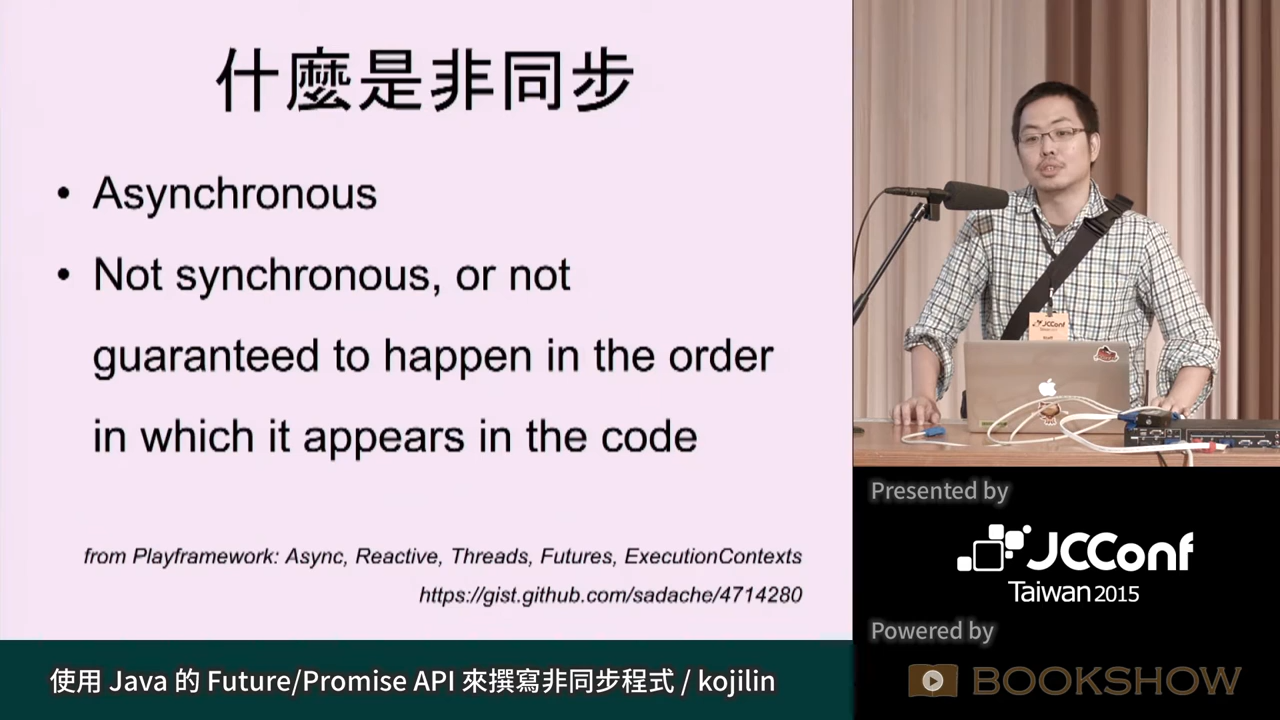 什麼是非同步
• Asynchronous
• Not synchronous, or not
guaranteed to happen in the order
in which it appears in the code
from Playframework: Async, Reactive, Threads, Futures, ExecutionContexts
https://gist.github.com/sadache/4714280
使用 Java 的 Future/Promise API 來撰寫非同步程式 / kojilin
JCConf
Presented by
JCConf
Taiwan 2015
Powered by
BOOKSHOW